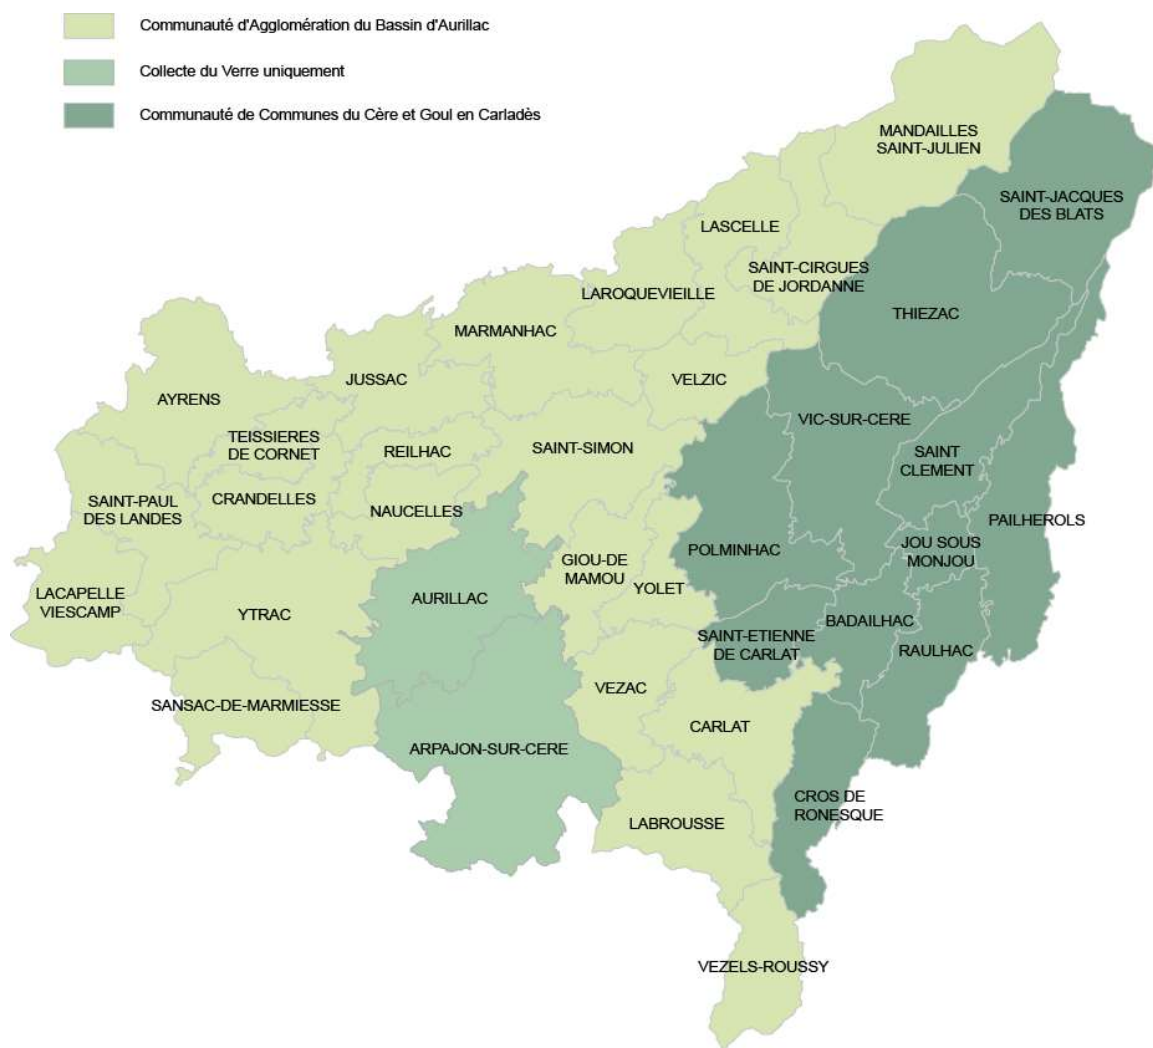 Communauté d'Agglomération du Bassin d'Aurillac
Collecte du Verre uniquement
Communauté de Communes du Cère et Goul en Carladès
MANDAILLES
SAINT-JULIEN
SAINT-JACQUES
DES BLATS
LASCELLE
SAINT-CIRGUES
DE JORDANNE
LAROQUEVIEILLE
THIEZAC
MARMANHAC
JUSSAC
VELZIC
AYRENS
VIC-SUR-CERE
TEISSIERES
DE CORNET
REILHAC
SAINT-SIMON
SAINT
CLEMENT
SAINT-PAUL
DES LANDES
CRANDELLES
NAUCELLES
PAILHEROLS
POLMINHAC
JOU SOUS
MONJOU
GIOU-DE
MAMOU
LACAPELLE
VIESCAMP
YTRAC
AURILLAC
YOLET
BADAILHAC
SAINT-ETIENNE
DE CARLAT
RAULHAC
VEZAC
SANSAC-DE-MARMIESSE
CARLAT
ARPAJON-SUR-CERE
CROS DE
RONESQUE
LABROUSSE
VEZELS-ROUSSY